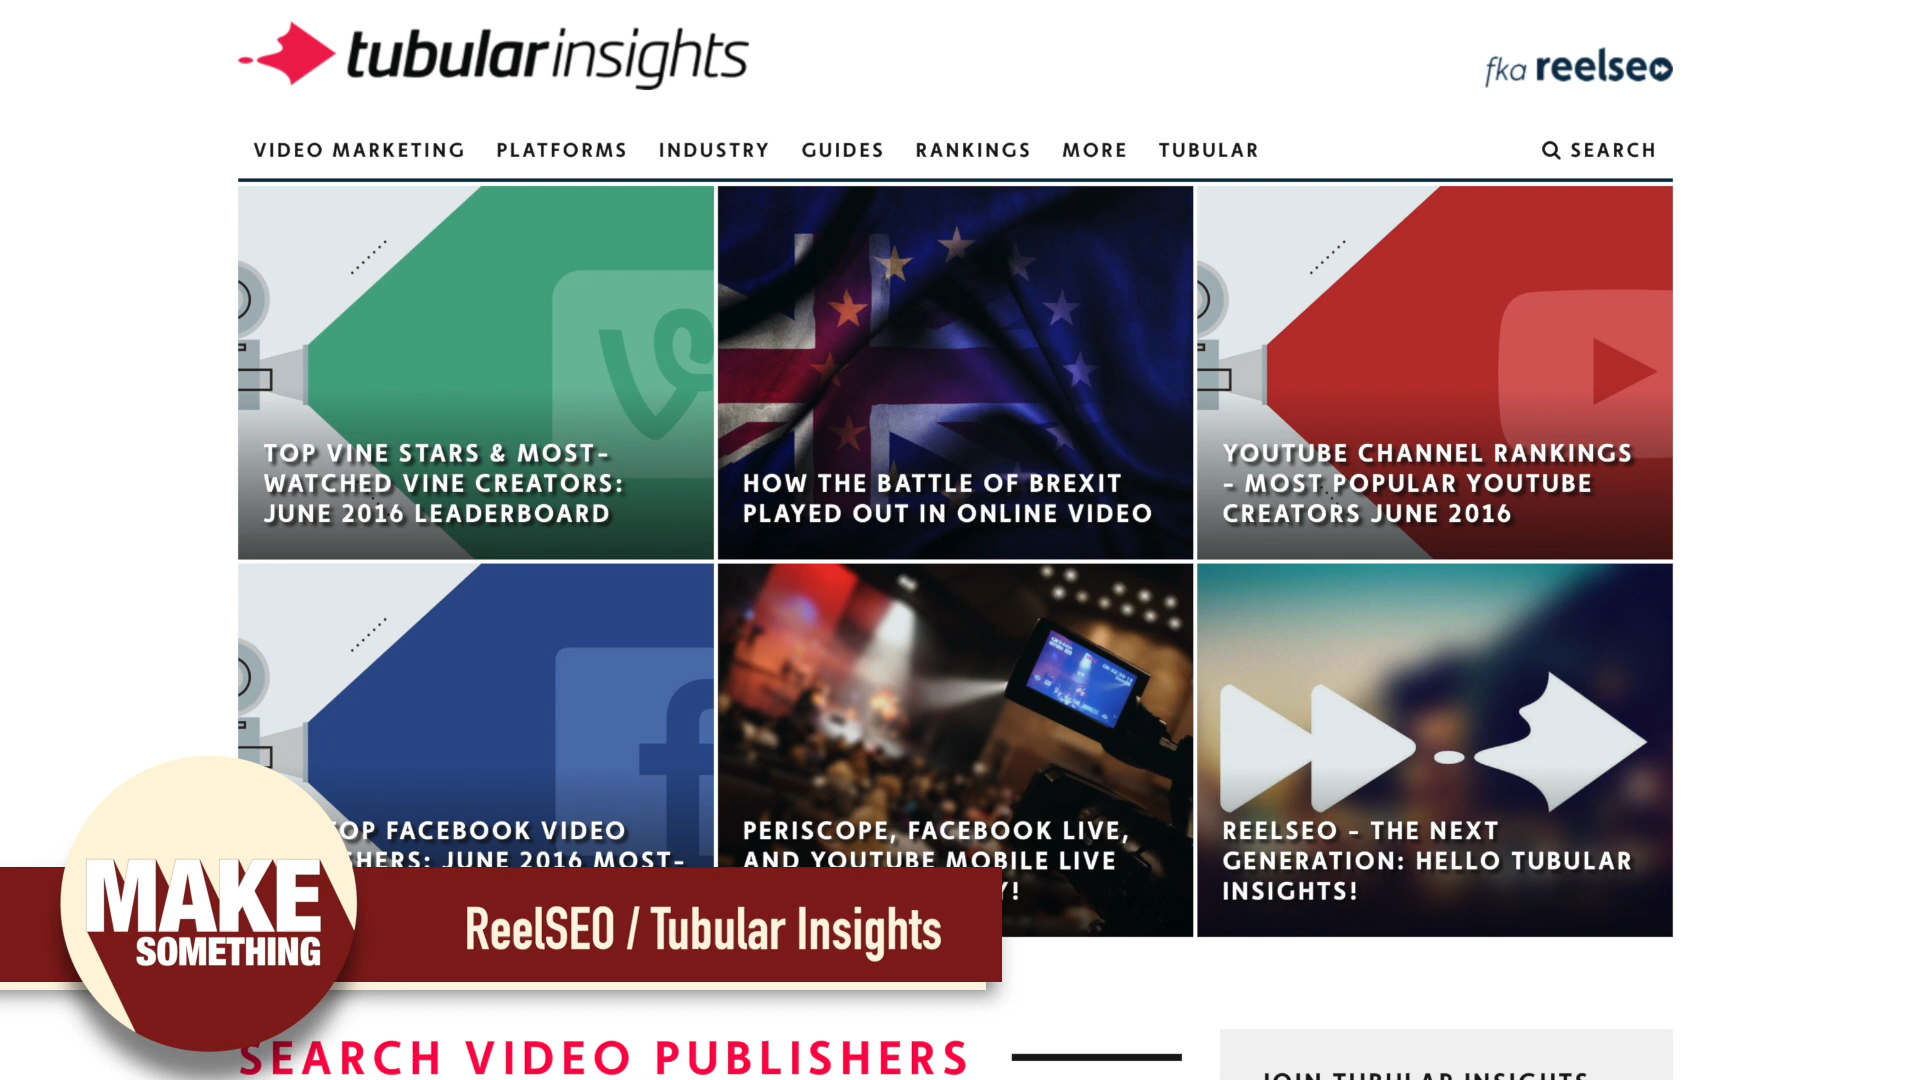 tubularinsights
fka reelseo
VIDEO MARKETING PLATFORMS INDUSTRY GUIDES RANKINGS MORE TUBULAR SEARCH
TOP VINE STARS & MOST-
WATCHED VINE CREATORS:
JUNE 2016 LEADERBOARD
HOW THE BATTLE OF BREXIT
PLAYED OUT IN ONLINE VIDEO
YOUTUBE CHANNEL RANKINGS
- MOST POPULAR YOUTUBE
CREATORS JUNE 2016
FACEBOOK VIDEO
JUNE 2016 MOST-
PERISCOPE, FACEBOOK LIVE,
AND YOUTUBE MOBILE LIVE
REELSEO - THE NEXT
GENERATION: HELLO TUBULAR
INSIGHTS!
MAKE
SOMETHING
ReelSEO / Tubular Insights
SEARCH VIDEO PUBLISHERS
JOIN TUBULAR INSIGHTS